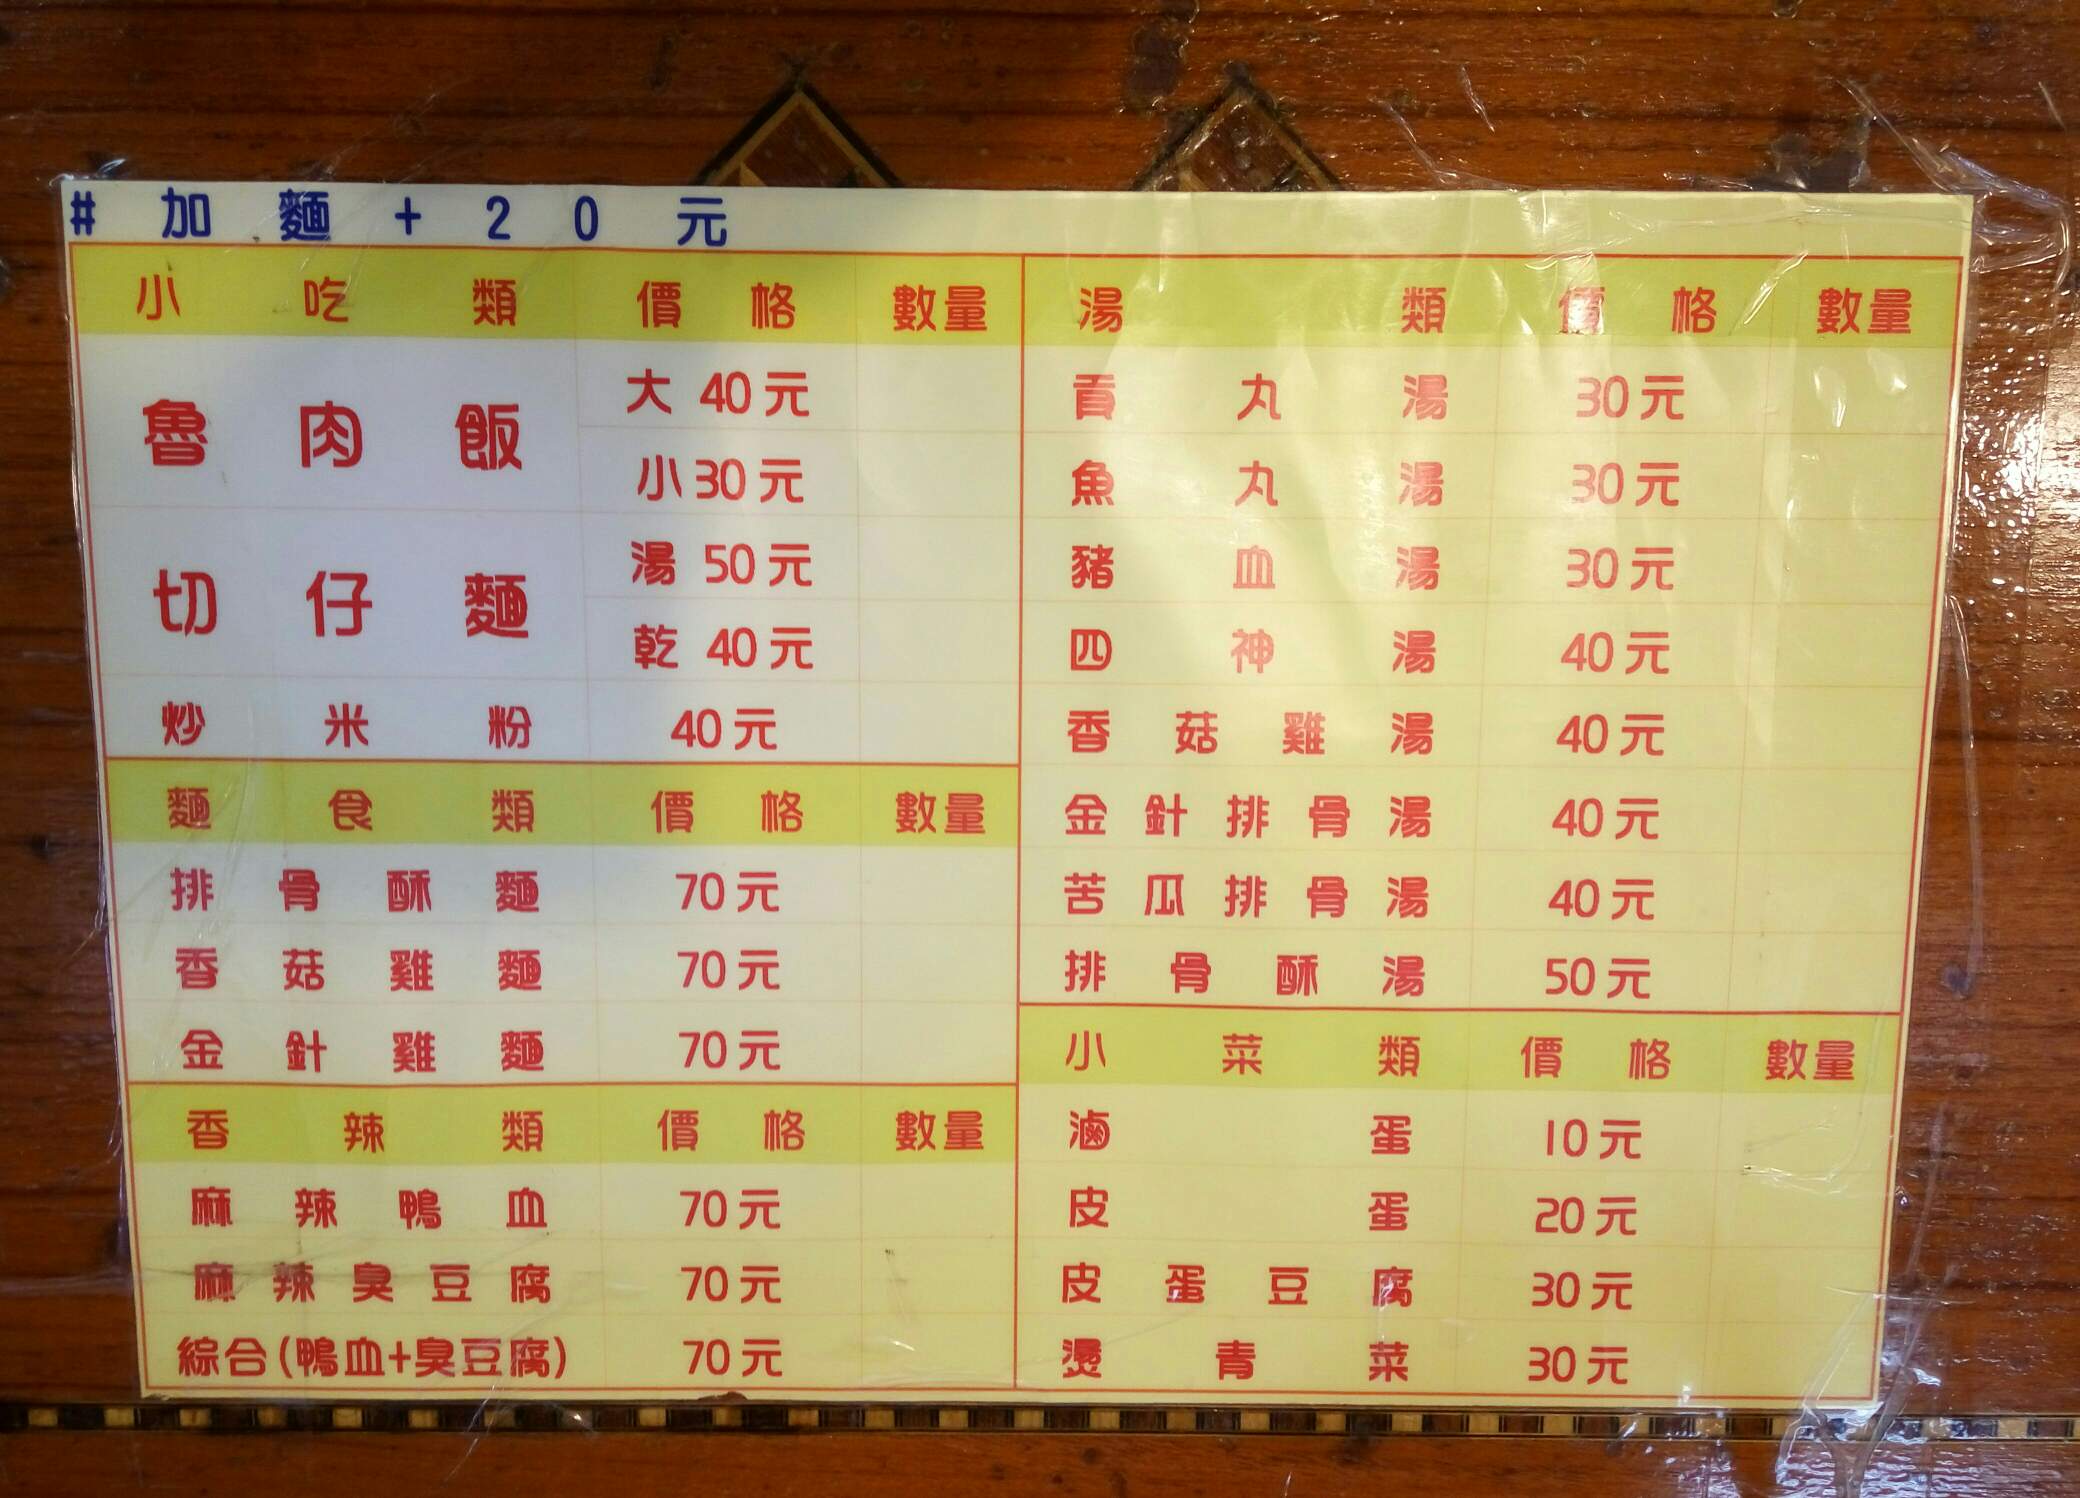 # 加麵+20元
小吃類 價格 數量
魯肉飯 大 40元
小 30元
切仔麵 湯 50元
乾 40元
炒米粉 40元
麵食類 價格 數量
排骨酥麵 70元
香菇雞麵 70元
金針雞麵 70元
香辣類 價格 數量
麻辣鴨血 70元
麻辣臭豆腐 70元
綜合(鴨血+臭豆腐) 70元
湯類 價格 數量
貢丸湯 30元
魚丸湯 30元
豬血湯 30元
四神湯 40元
香菇雞湯 40元
金針排骨湯 40元
苦瓜排骨湯 40元
排骨酥湯 50元
小菜類 價格 數量
滷蛋 10元
皮蛋 20元
皮蛋豆腐 30元
燙青菜 30元